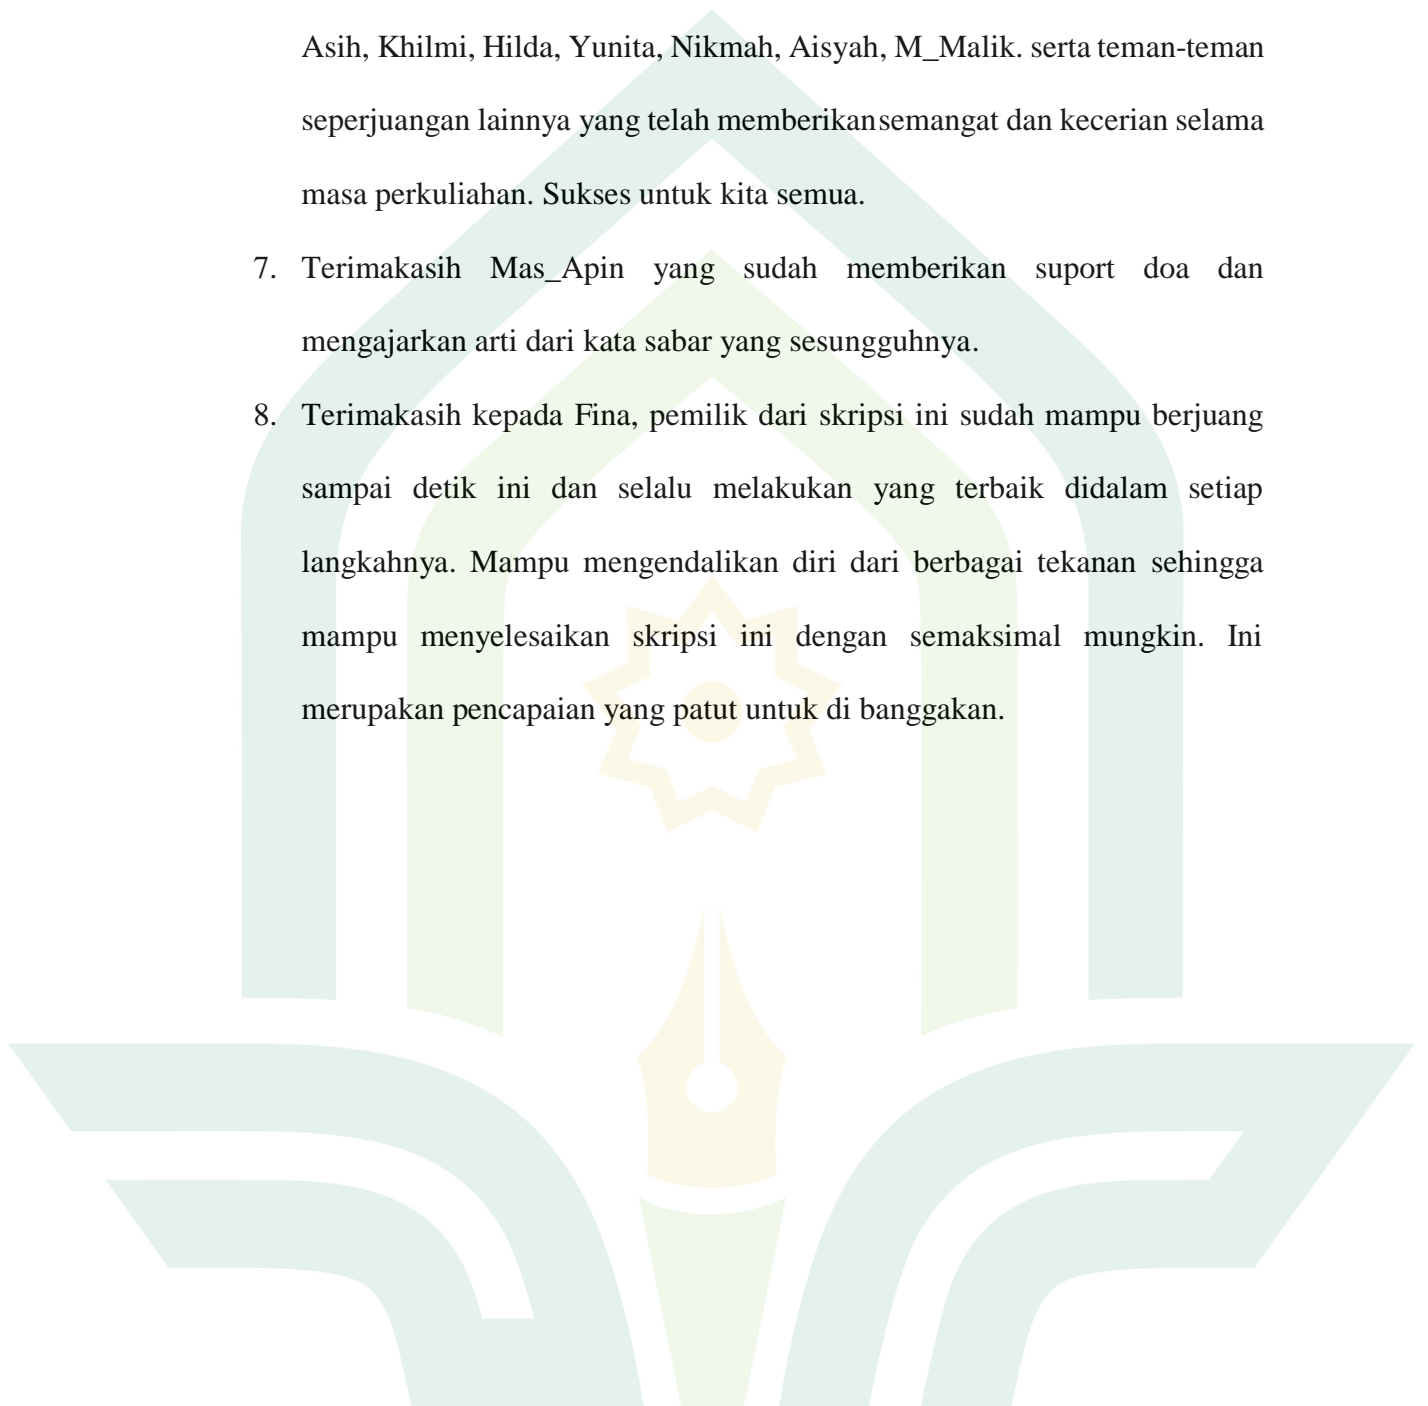 Asih, Khilmi, Hilda, Yunita, Nikmah, Aisyah, M_Malik. serta teman-teman
seperjuangan lainnya yang telah memberikan semangat dan kecerian selama
masa perkuliahan. Sukses untuk kita semua.
7. Terimakasih Mas_Apin yang sudah memberikan suport doa dan
mengajarkan arti dari kata sabar yang sesungguhnya.
8. Terimakasih kepada Fina, pemilik dari skripsi ini sudah mampu berjuang
sampai detik ini dan selalu melakukan yang terbaik didalam setiap
langkahnya. Mampu mengendalikan diri dari berbagai tekanan sehingga
mampu menyelesaikan skripsi ini dengan semaksimal mungkin. Ini
merupakan pencapaian yang patut untuk di banggakan.